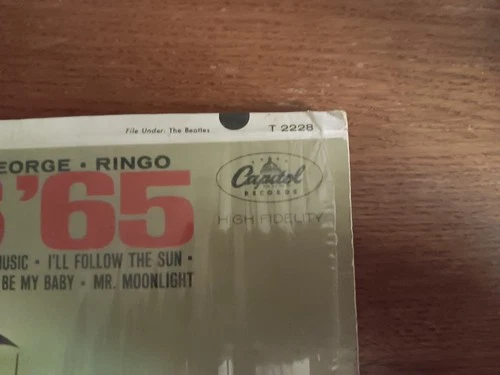 File Under: The Beatles T 2228
EORGE • RINGO
'65
Capitol
RECORDS
HIGH FIDELITY
MUSIC • I'LL FOLLOW THE SUN •
BE MY BABY • MR. MOONLIGHT